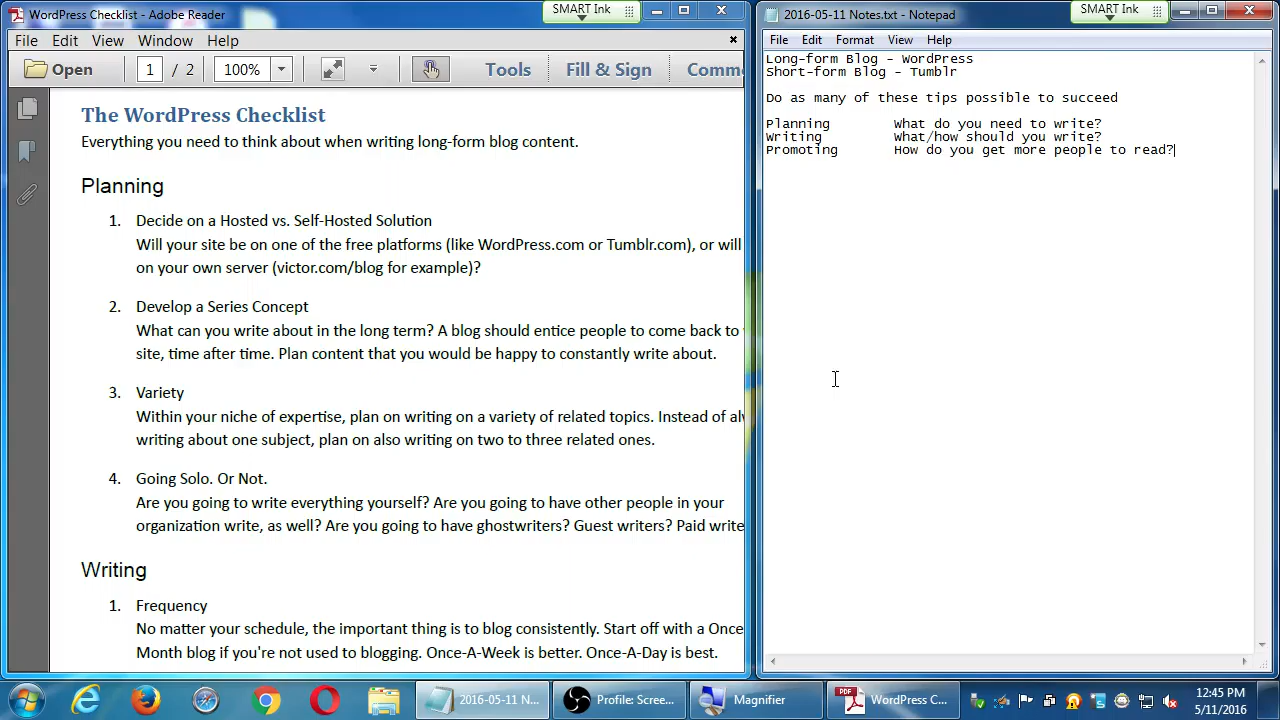 WordPress Checklist - Adobe Reader
SMART Ink
File Edit View Window Help
Open 1 / 2 100% Tools Fill & Sign Comme
The WordPress Checklist
Everything you need to think about when writing long-form blog content.
Planning
1. Decide on a Hosted vs. Self-Hosted Solution
Will your site be on one of the free platforms (like WordPress.com or Tumblr.com), or will
on your own server (victor.com/blog for example)?
2. Develop a Series Concept
What can you write about in the long term? A blog should entice people to come back to
site, time after time. Plan content that you would be happy to constantly write about.
3. Variety
Within your niche of expertise, plan on writing on a variety of related topics. Instead of
writing about one subject, plan on also writing on two to three related ones.
4. Going Solo. Or Not.
Are you going to write everything yourself? Are you going to have other people in your
organization write, as well? Are you going to have ghostwriters? Guest writers? Paid write
Writing
1. Frequency
No matter your schedule, the important thing is to blog consistently. Start off with a Once
Month blog if you're not used to blogging. Once-A-Week is better. Once-A-Day is best.
2016-05-11 Notes.txt - Notepad
SMART Ink
File Edit Format View Help
Long-form Blog - WordPress
Short-form Blog - Tumblr
Do as many of these tips possible to succeed
Planning What do you need to write?
Writing What/how should you write?
Promoting How do you get more people to read?
2016-05-11 N... Profile: Scree... Magnifier PDF WordPress C...
12:45 PM
5/11/2016